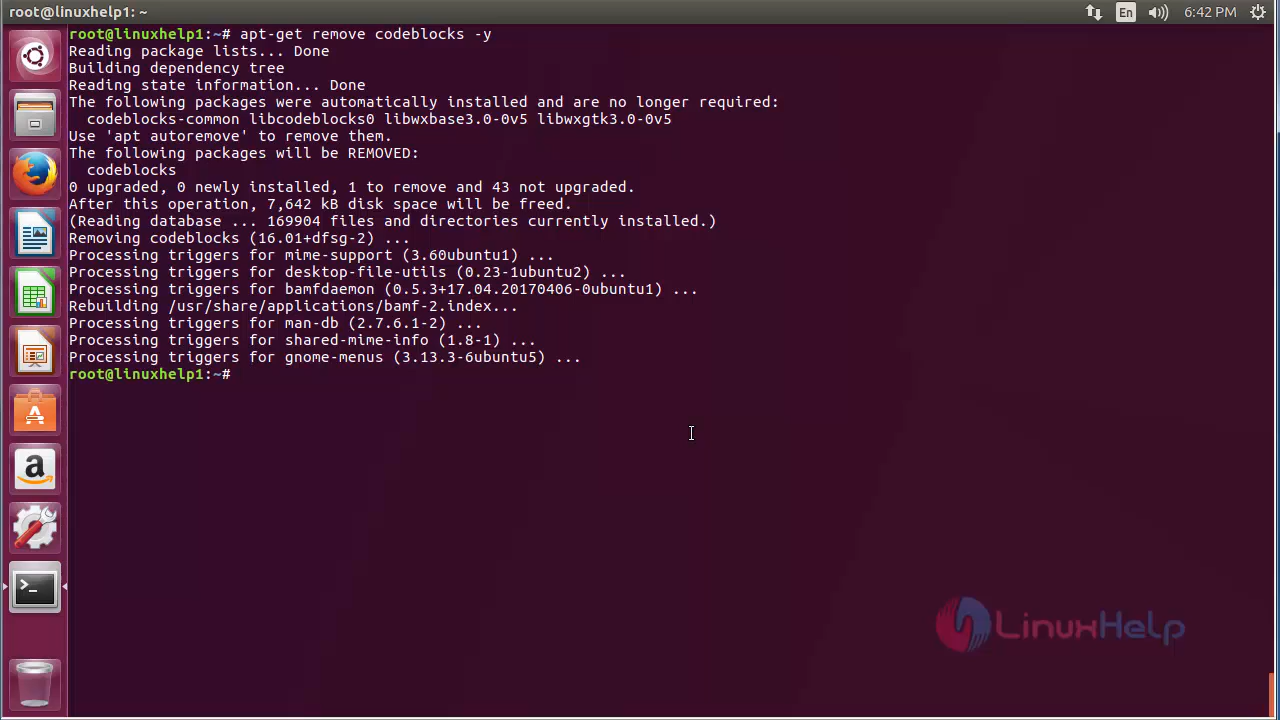 root@linuxhelp1: ~
En
6:42 PM
root@linuxhelp1:~# apt-get remove codeblocks -y
Reading package lists... Done
Building dependency tree
Reading state information... Done
The following packages were automatically installed and are no longer required:
  codeblocks-common libcodeblocks0 libwxbase3.0-0v5 libwxgtk3.0-0v5
Use 'apt autoremove' to remove them.
The following packages will be REMOVED:
  codeblocks
0 upgraded, 0 newly installed, 1 to remove and 43 not upgraded.
After this operation, 7,642 kB disk space will be freed.
(Reading database ... 169904 files and directories currently installed.)
Removing codeblocks (16.01+dfsg-2) ...
Processing triggers for mime-support (3.60ubuntu1) ...
Processing triggers for desktop-file-utils (0.23-1ubuntu2) ...
Processing triggers for bamfdaemon (0.5.3+17.04.20170406-0ubuntu1) ...
Rebuilding /usr/share/applications/bamf-2.index...
Processing triggers for man-db (2.7.6.1-2) ...
Processing triggers for shared-mime-info (1.8-1) ...
Processing triggers for gnome-menus (3.13.3-6ubuntu5) ...
root@linuxhelp1:~#
LinuxHelp